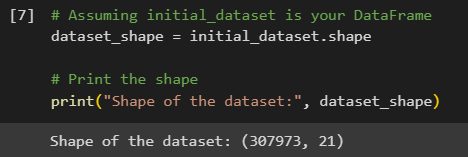 [7] # Assuming initial_dataset is your DataFrame
dataset_shape = initial_dataset.shape
# Print the shape
print("Shape of the dataset:", dataset_shape)
Shape of the dataset: (307973, 21)